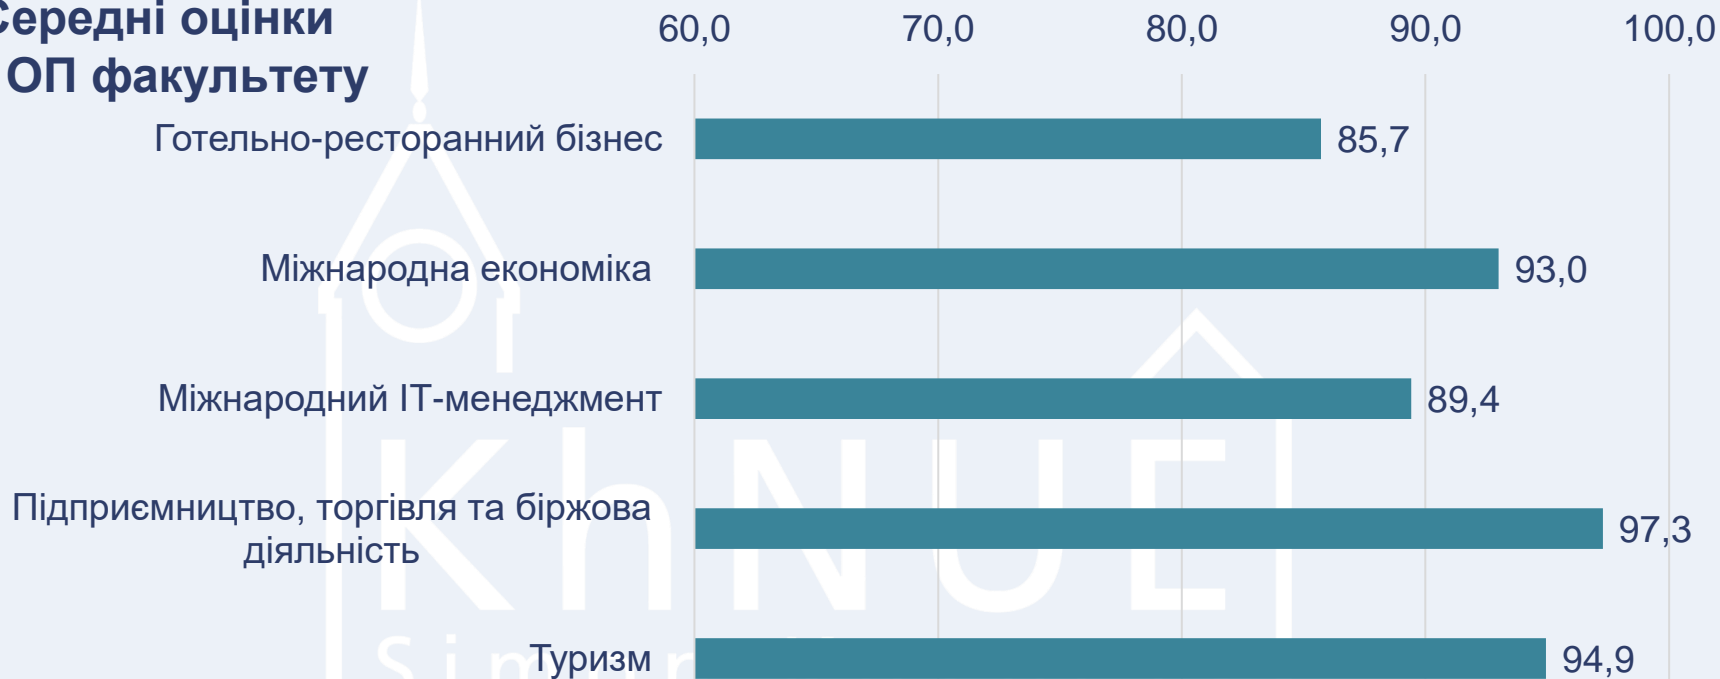 Середні оцінки
ОП факультету
60,0 70,0 80,0 90,0 100,0
Готельно-ресторанний бізнес 85,7
Міжнародна економіка 93,0
Міжнародний ІТ-менеджмент 89,4
Підприємництво, торгівля та біржова
діяльність 97,3
KhNUE
Туризм 94,9